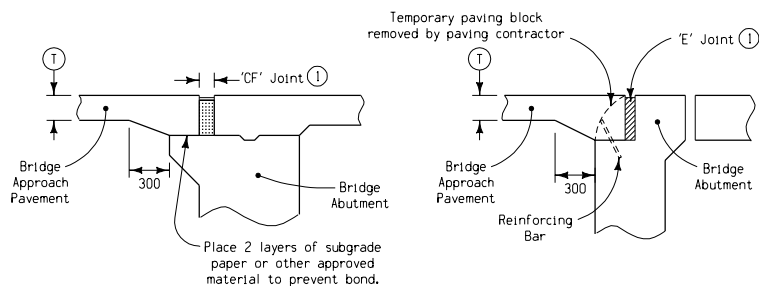 T
'CF' Joint 1
Bridge
Approach
Pavement
300
Bridge
Abutment
Place 2 layers of subgrade
paper or other approved
material to prevent bond.
Temporary paving block
removed by paving contractor
'E' Joint 1
T
Bridge
Approach
Pavement
300
Reinforcing
Bar
Bridge
Abutment